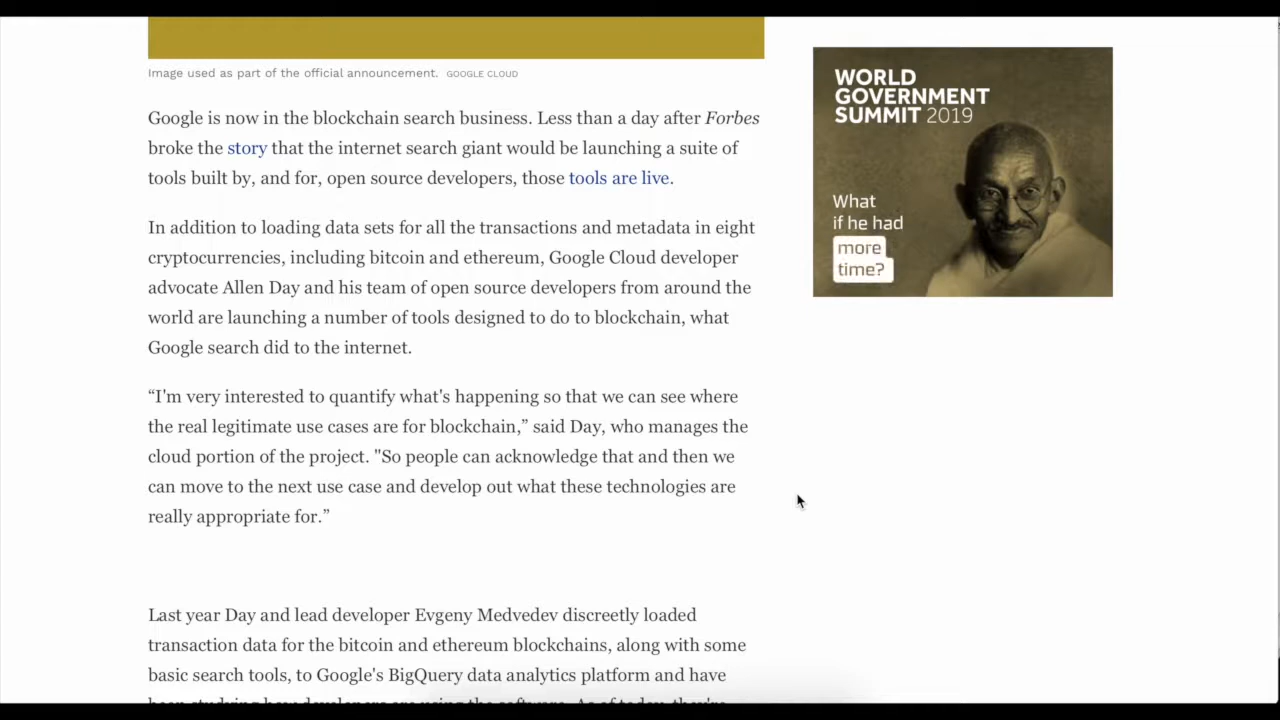 Image used as part of the official announcement. GOOGLE CLOUD
Google is now in the blockchain search business. Less than a day after Forbes
broke the story that the internet search giant would be launching a suite of
tools built by, and for, open source developers, those tools are live.
In addition to loading data sets for all the transactions and metadata in eight
cryptocurrencies, including bitcoin and ethereum, Google Cloud developer
advocate Allen Day and his team of open source developers from around the
world are launching a number of tools designed to do to blockchain, what
Google search did to the internet.
“I'm very interested to quantify what's happening so that we can see where
the real legitimate use cases are for blockchain,” said Day, who manages the
cloud portion of the project. "So people can acknowledge that and then we
can move to the next use case and develop out what these technologies are
really appropriate for.”
Last year Day and lead developer Evgeny Medvedev discreetly loaded
transaction data for the bitcoin and ethereum blockchains, along with some
basic search tools, to Google's BigQuery data analytics platform and have
WORLD
GOVERNMENT
SUMMIT 2019
What
if he had
more
time?